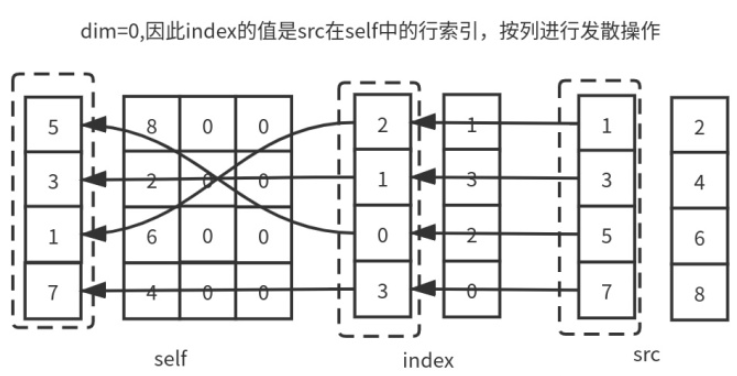 dim=0,因此index的值是src在self中的行索引，按列进行发散操作
5 8 0 0 2 1 1 2
3 2 0 0 1 3 3 4
1 6 0 0 0 2 5 6
7 4 0 0 3 0 7 8
self index src